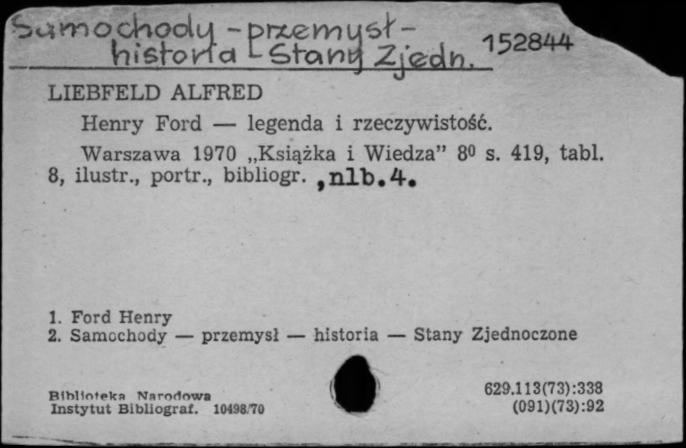 Samochody - przemysł -
historia - Stany Zjedn. 152844
LIEBFELD ALFRED
Henry Ford — legenda i rzeczywistość.
Warszawa 1970 „Książka i Wiedza” 8⁰ s. 419, tabl.
8, ilustr., portr., bibliogr. , nlb. 4.
1. Ford Henry
2. Samochody — przemysł — historia — Stany Zjednoczone
Biblioteka Narodowa
Instytut Bibliograf. 10498/70
629.113(73):338
(091)(73):92